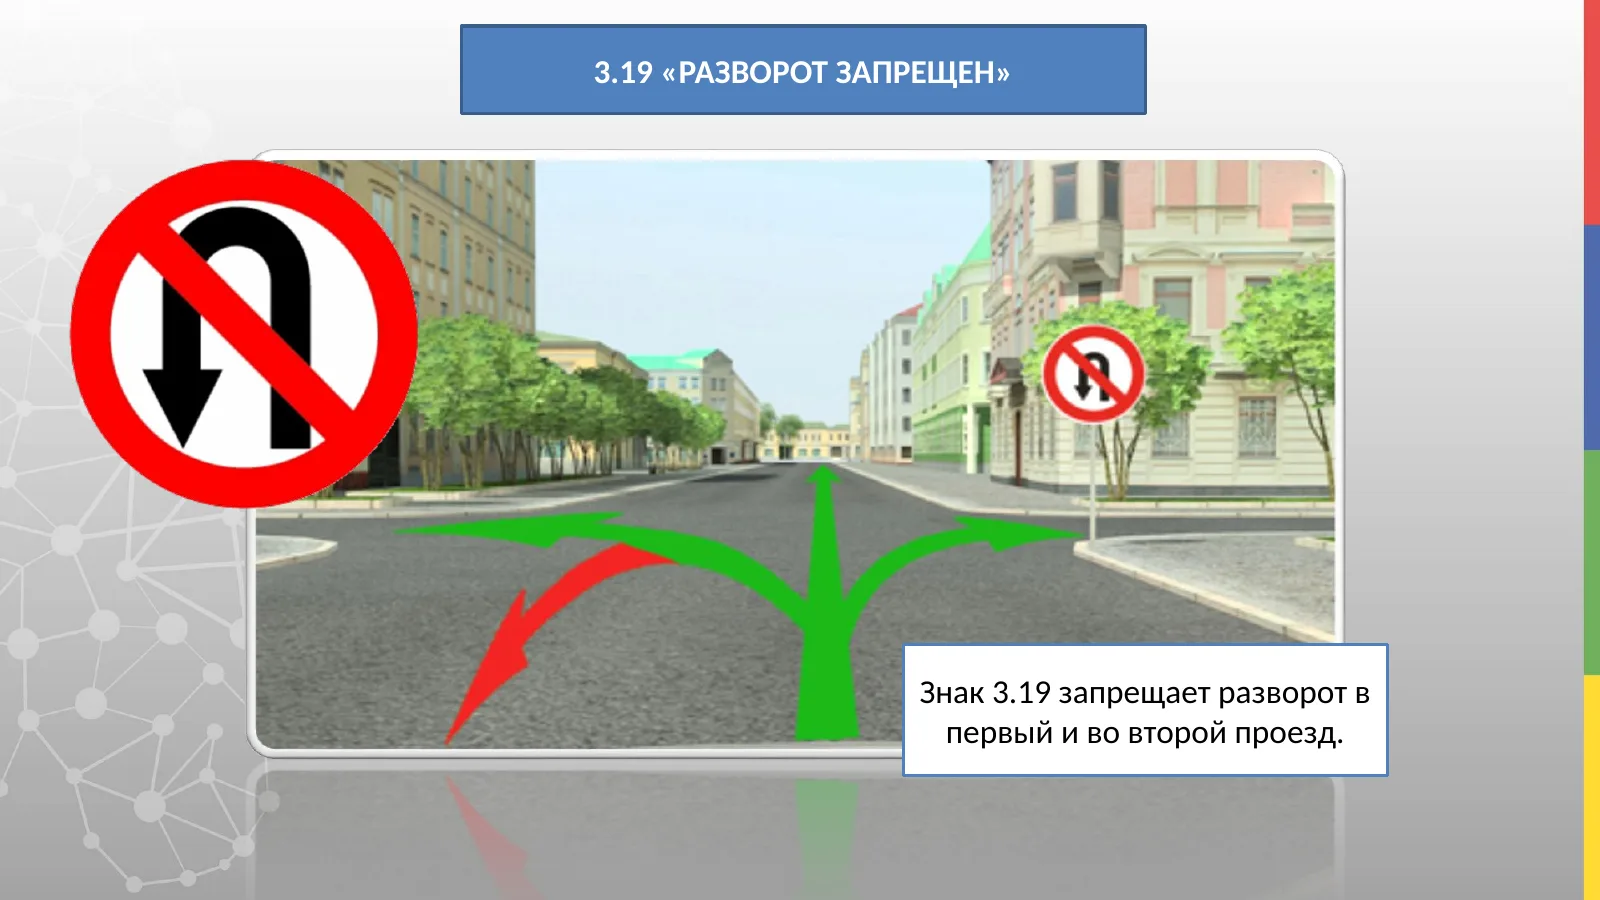 3.19 «РАЗВОРОТ ЗАПРЕЩЕН»
Знак 3.19 запрещает разворот в
первый и во второй проезд.